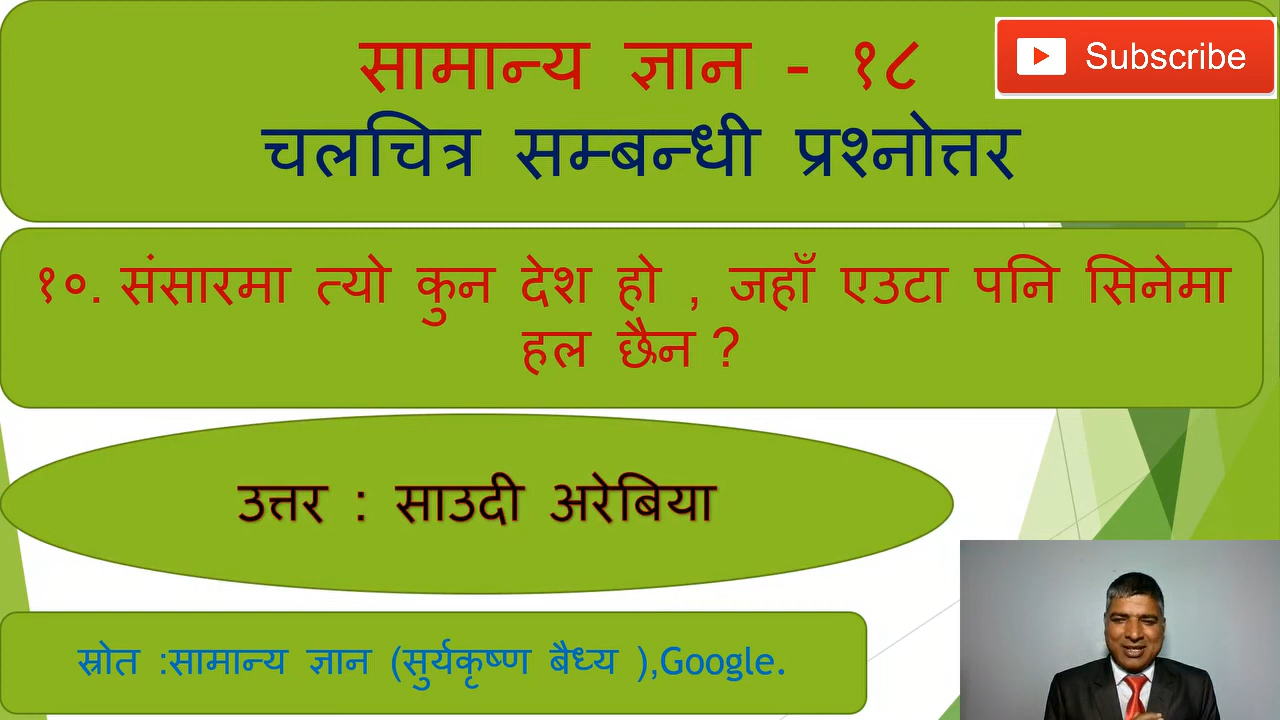 सामान्य ज्ञान - १८
Subscribe
चलचित्र सम्बन्धी प्रश्नोत्तर
१०. संसारमा त्यो कुन देश हो , जहाँ एउटा पनि सिनेमा
हल छैन ?
उत्तर : साउदी अरेबिया
स्रोत :सामान्य ज्ञान (सुर्यकृष्ण बैध्य ),Google.